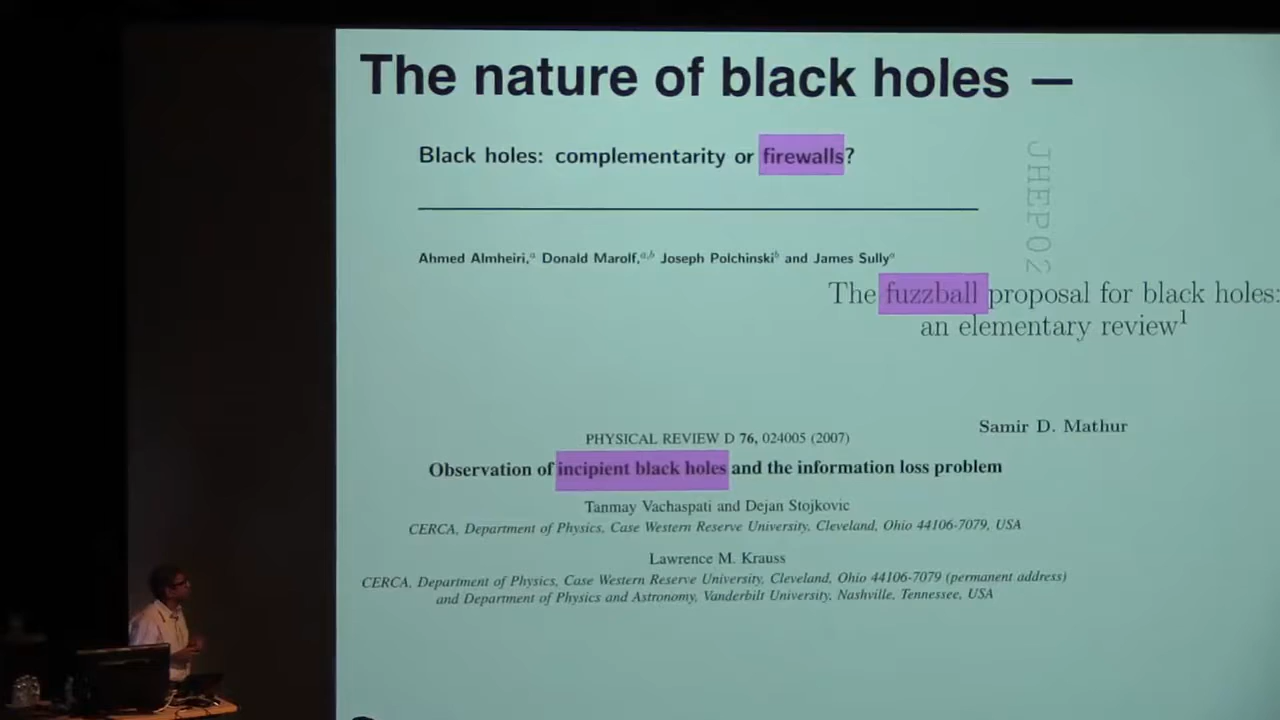 The nature of black holes —
Black holes: complementarity or firewalls?
JHEP02
Ahmed Almheiri,ᵃ Donald Marolf,ᵃ,ᵇ Joseph Polchinskiᵇ and James Sullyᵃ
The fuzzball proposal for black holes:
an elementary review¹
Samir D. Mathur
PHYSICAL REVIEW D 76, 024005 (2007)
Observation of incipient black holes and the information loss problem
Tanmay Vachaspati and Dejan Stojkovic
CERCA, Department of Physics, Case Western Reserve University, Cleveland, Ohio 44106-7079, USA
Lawrence M. Krauss
CERCA, Department of Physics, Case Western Reserve University, Cleveland, Ohio 44106-7079 (permanent address)
and Department of Physics and Astronomy, Vanderbilt University, Nashville, Tennessee, USA